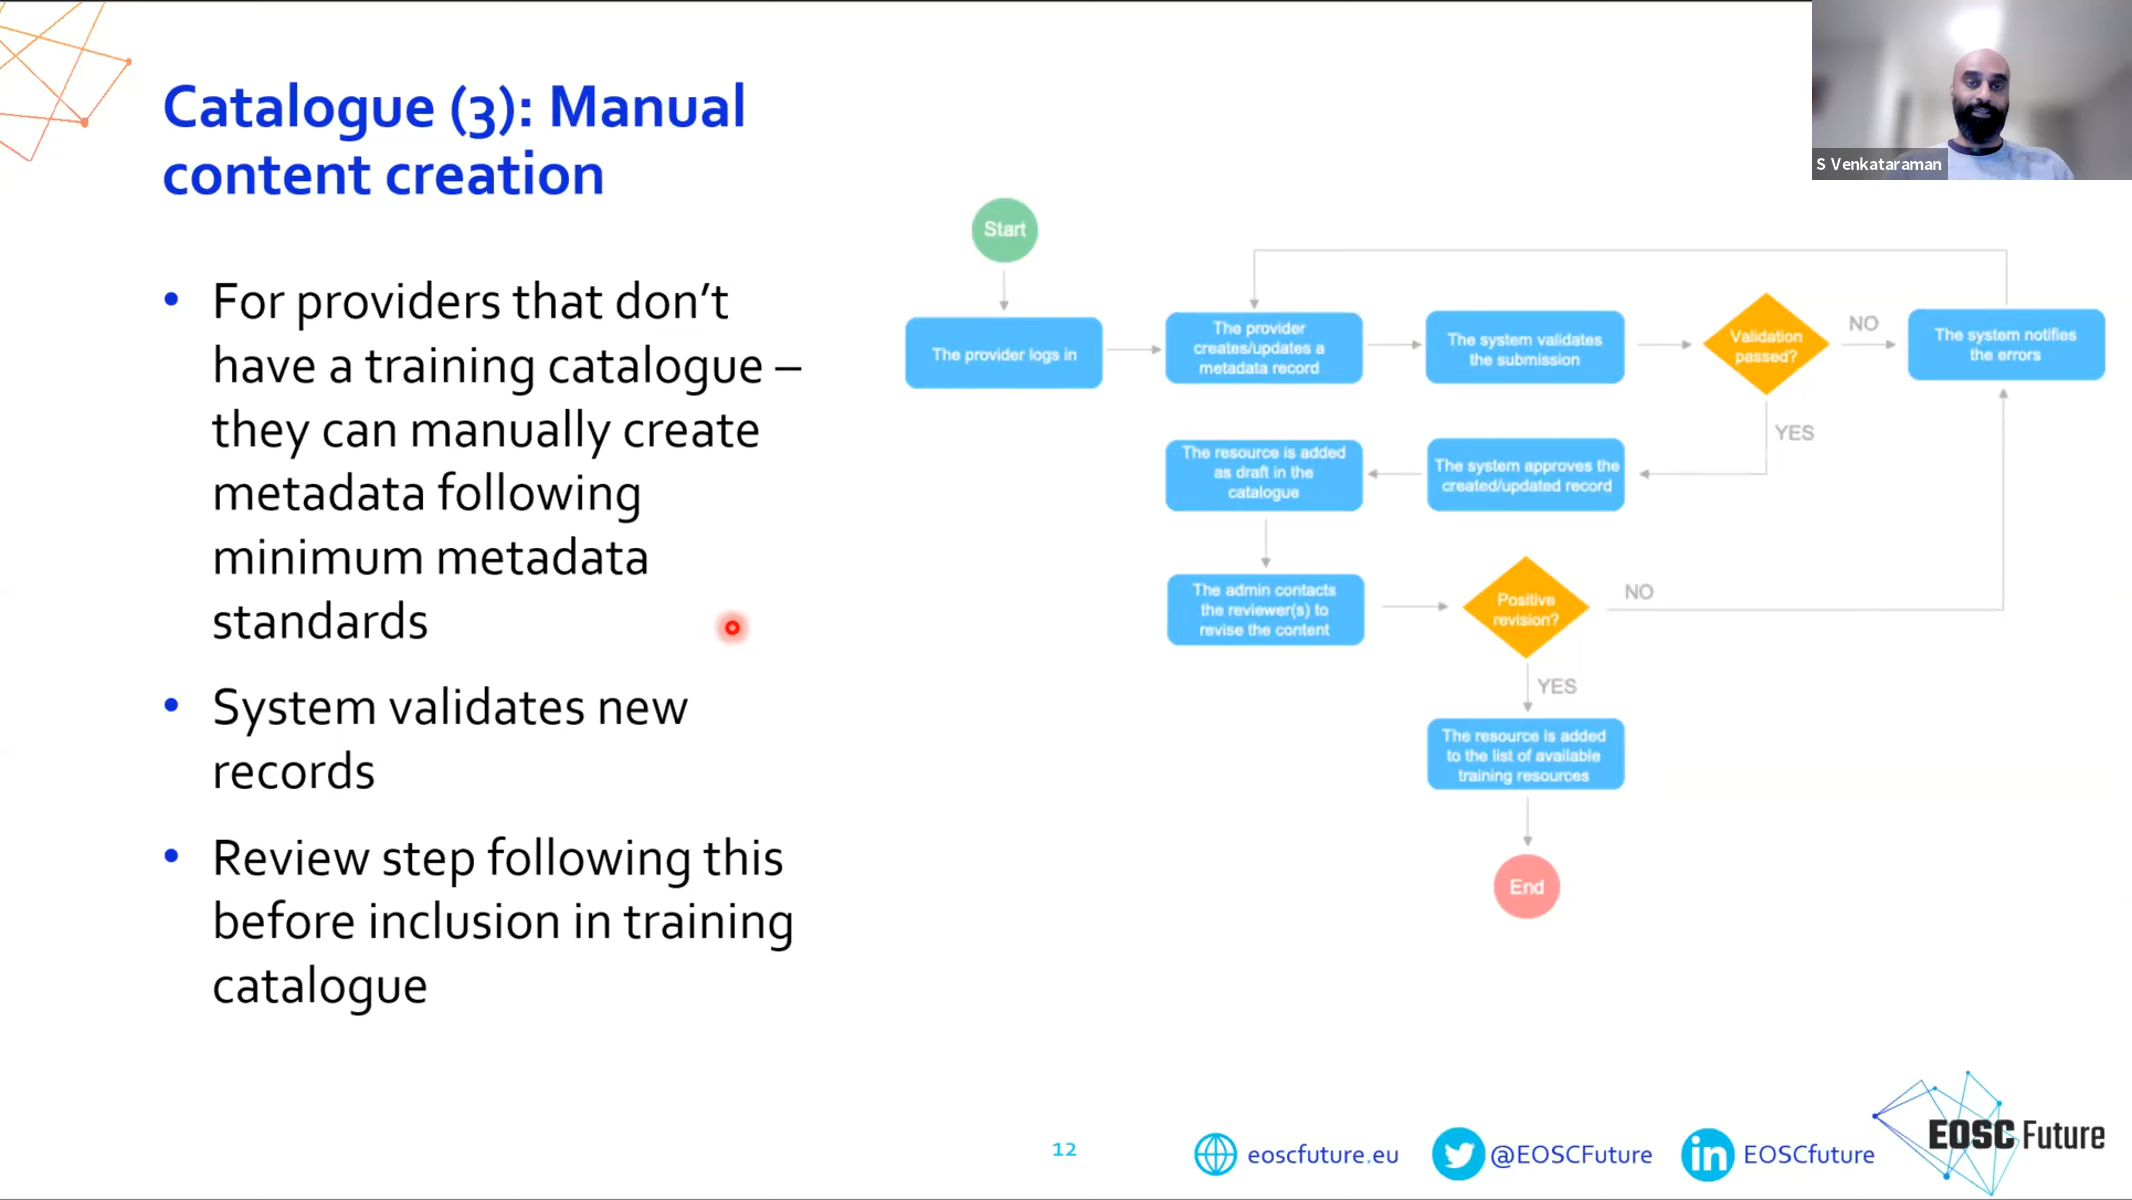 Catalogue (3): Manual
content creation
For providers that don’t
have a training catalogue –
they can manually create
metadata following
minimum metadata
standards
System validates new
records
Review step following this
before inclusion in training
catalogue
S Venkataraman
Start
The provider logs in
The provider
creates/updates a
metadata record
The system validates
the submission
Validation
passed?
NO
The system notifies
the errors
YES
The system approves the
created/updated record
The resource is added
as draft in the
catalogue
The admin contacts
the reviewer(s) to
revise the content
Positive
revision?
NO
YES
The resource is added
to the list of available
training resources
End
12
eoscfuture.eu
@EOSCFuture
in
EOSCfuture
EOSC Future